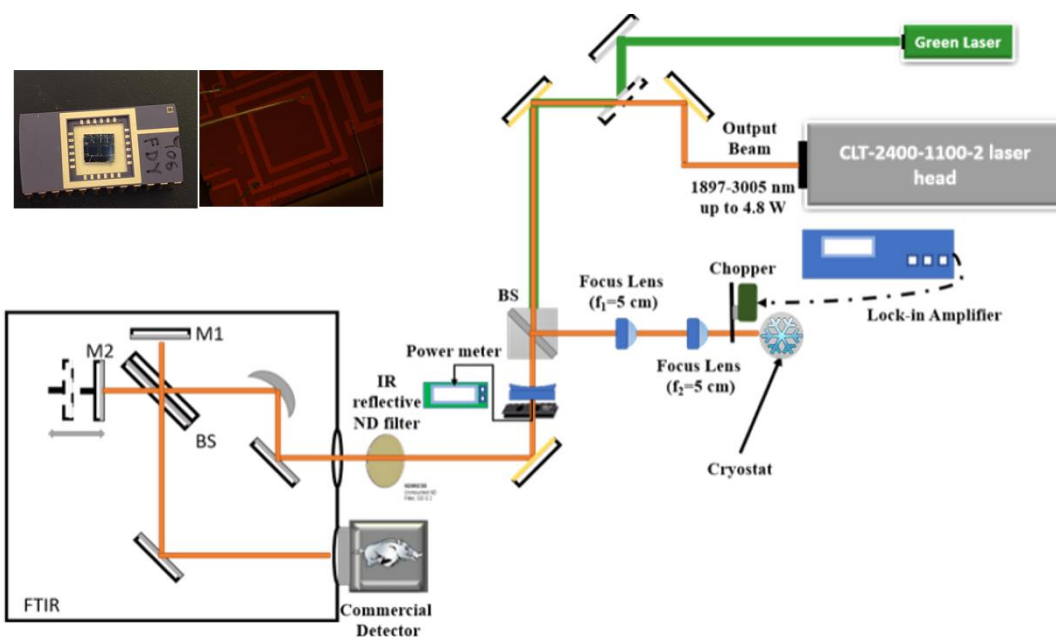 Green Laser
Output
Beam
CLT-2400-1100-2 laser
head
1897-3005 nm
up to 4.8 W
Chopper
Focus Lens
(f₁=5 cm)
BS
Lock-in Amplifier
M1
M2
Power meter
Focus Lens
(f₂=5 cm)
IR
reflective
ND filter
BS
Cryostat
Commercial
Detector
FTIR